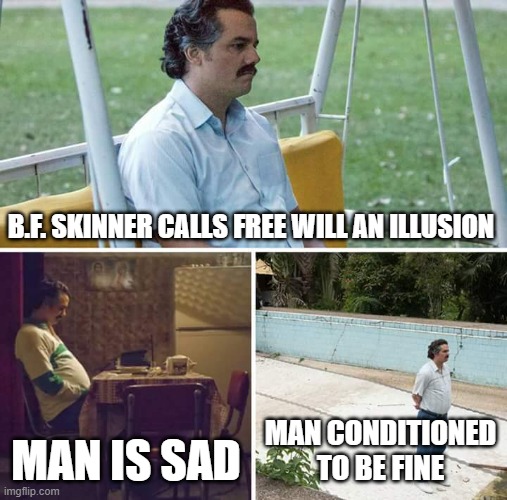 B.F. SKINNER CALLS FREE WILL AN ILLUSION
MAN IS SAD
MAN CONDITIONED
TO BE FINE
imgflip.com